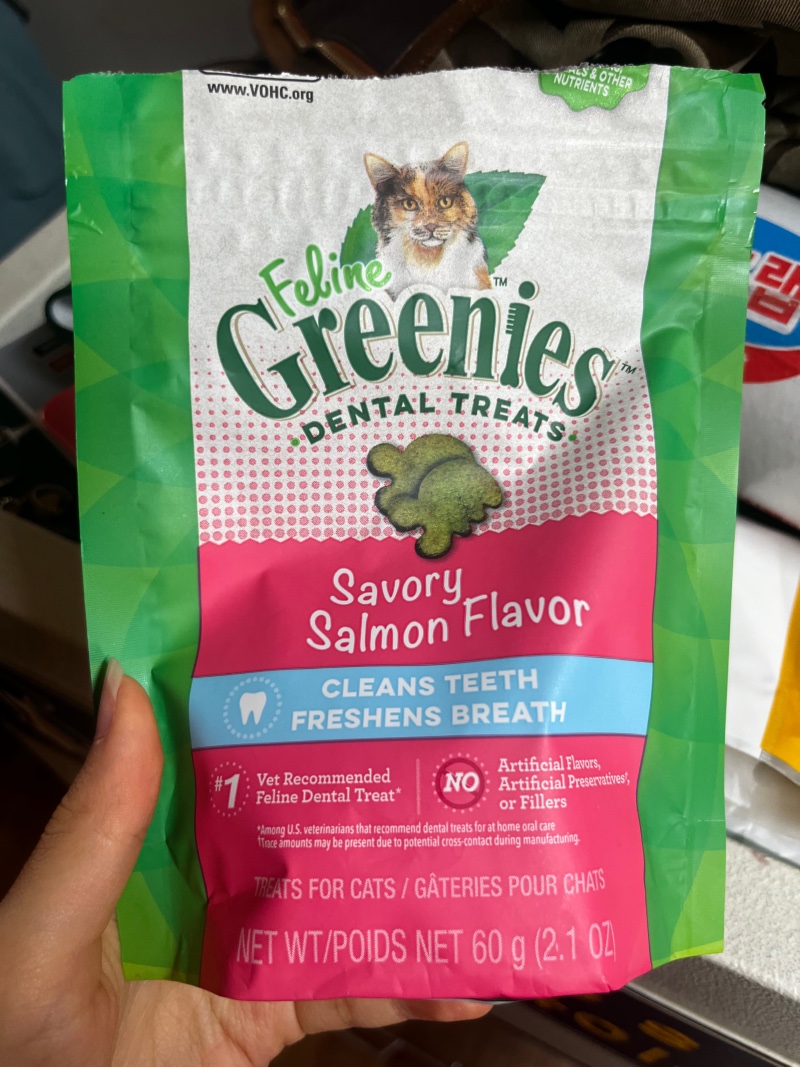 www.VOHC.org
& OTHER
NUTRIENTS
Feline
Greenies™
™
DENTAL TREATS
Savory
Salmon Flavor
CLEANS TEETH
FRESHENS BREATH
#1 Vet Recommended
Feline Dental Treat*
NO Artificial Flavors,
Artificial Preservatives†,
or Fillers
*Among U.S. veterinarians that recommend dental treats for at home oral care
†Trace amounts may be present due to potential cross-contact during manufacturing.
TREATS FOR CATS / GÂTERIES POUR CHATS
NET WT/POIDS NET 60 g (2.1 OZ)